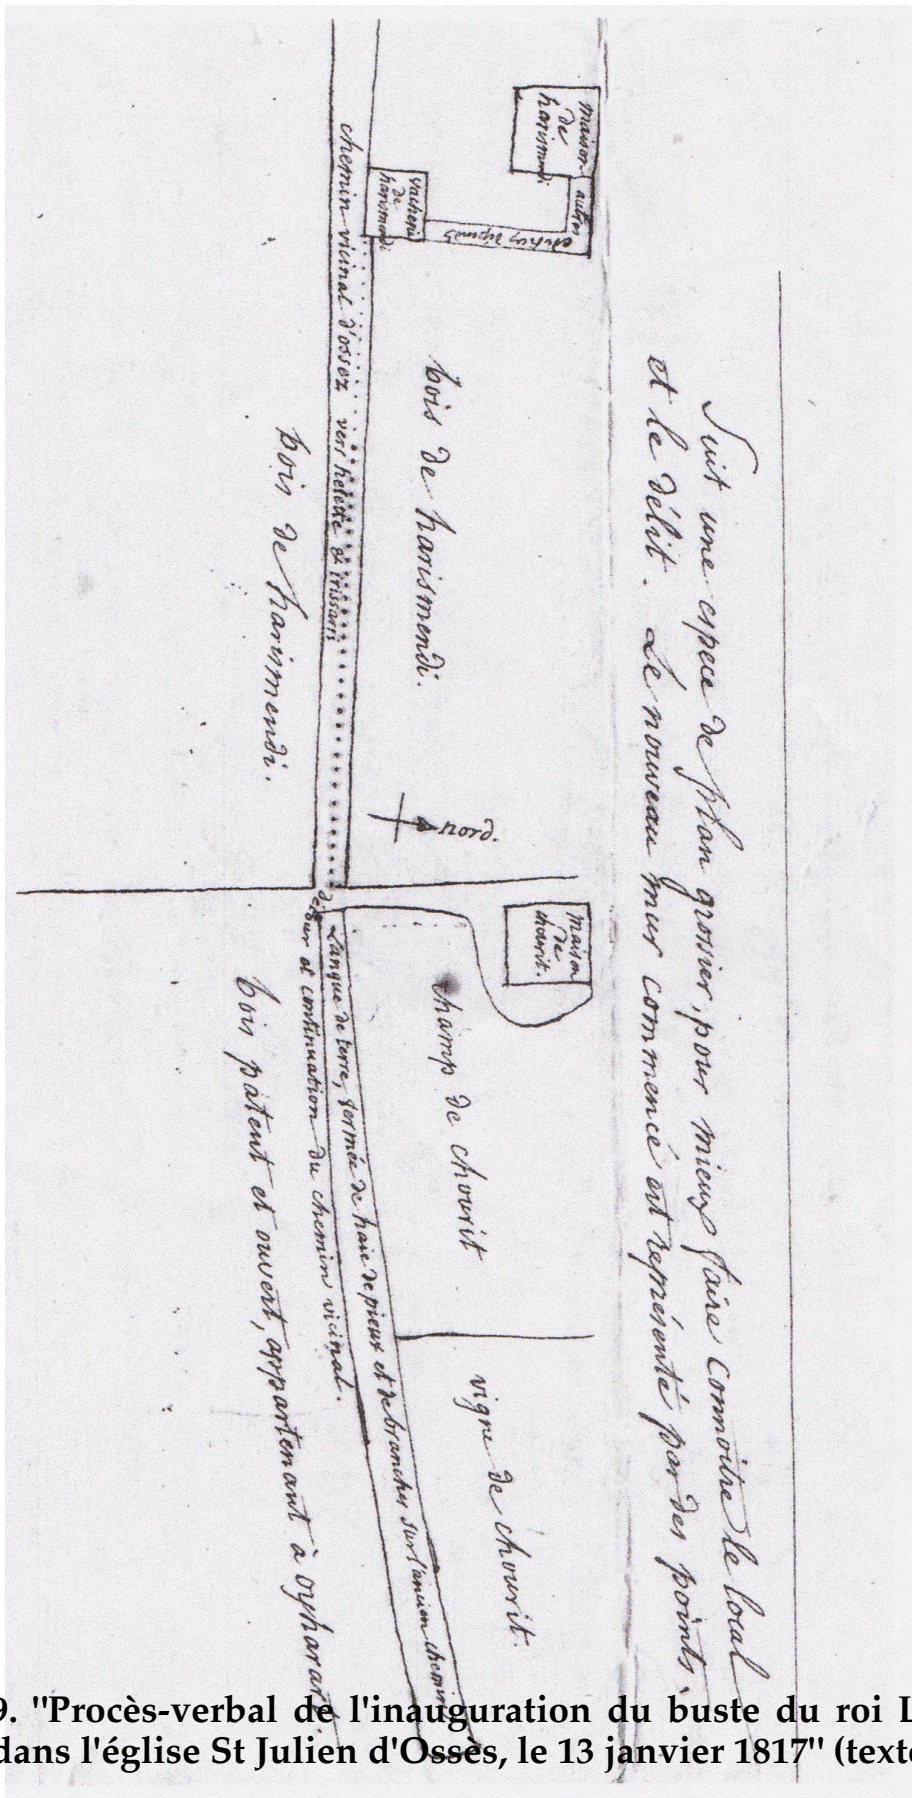 Suit une espece de plan grossier, pour mieux faire connoitre le local
et le délit. Le nouveau mur commencé est représenté par des points.
maison
de
harismendi
autres
édifices
vacherie
de
harismendi
chemin vicinal d'ossez vers helette et irissarri
bois de harismendi.
bois de harismendi.
nord.
maison
de
chourit.
champ de chourit
vigne de chourit.
Langue de terre, fermée de haie de pieux et de branches sur l'ancien chemin
et continuation du chemin vicinal.
bois patent et ouvert, appartenant à
9. "Procès-verbal de l'inauguration du buste du roi L
dans l'église St Julien d'Ossès, le 13 janvier 1817" (texte